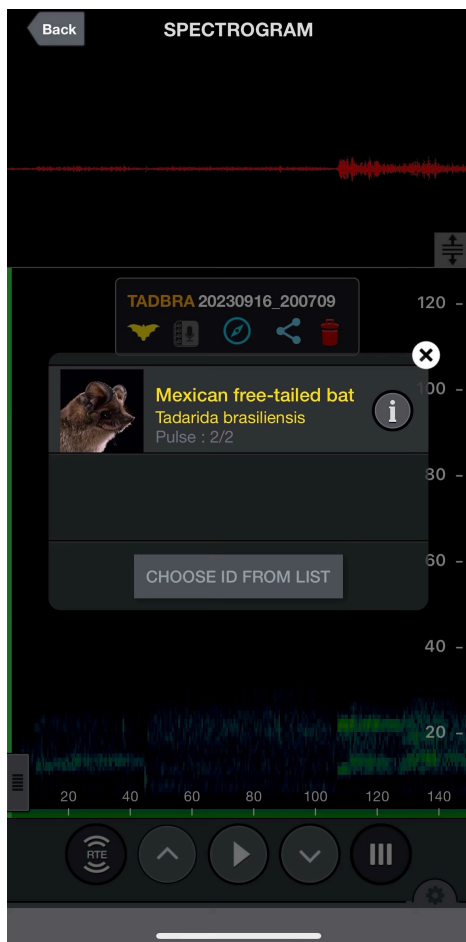 Back
SPECTROGRAM
TADBRA 20230916_200709
120
Mexican free-tailed bat
Tadarida brasiliensis
Pulse : 2/2
i
100
80
CHOOSE ID FROM LIST
60
40
20
20 40 60 80 100 120 140
RTE